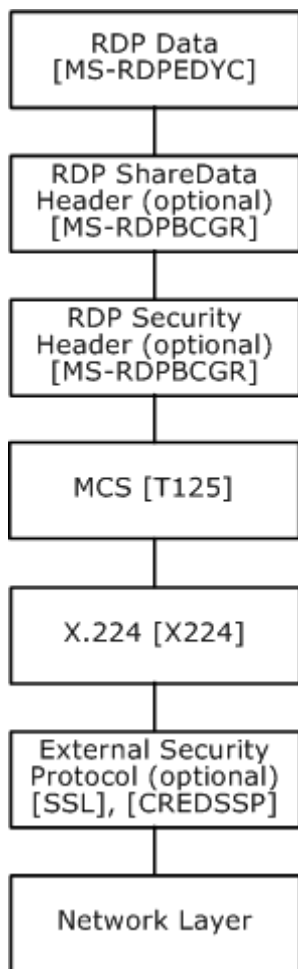 RDP Data
[MS-RDPEDYC]
RDP ShareData
Header (optional)
[MS-RDPBCGR]
RDP Security
Header (optional)
[MS-RDPBCGR]
MCS [T125]
X.224 [X224]
External Security
Protocol (optional)
[SSL], [CREDSSP]
Network Layer